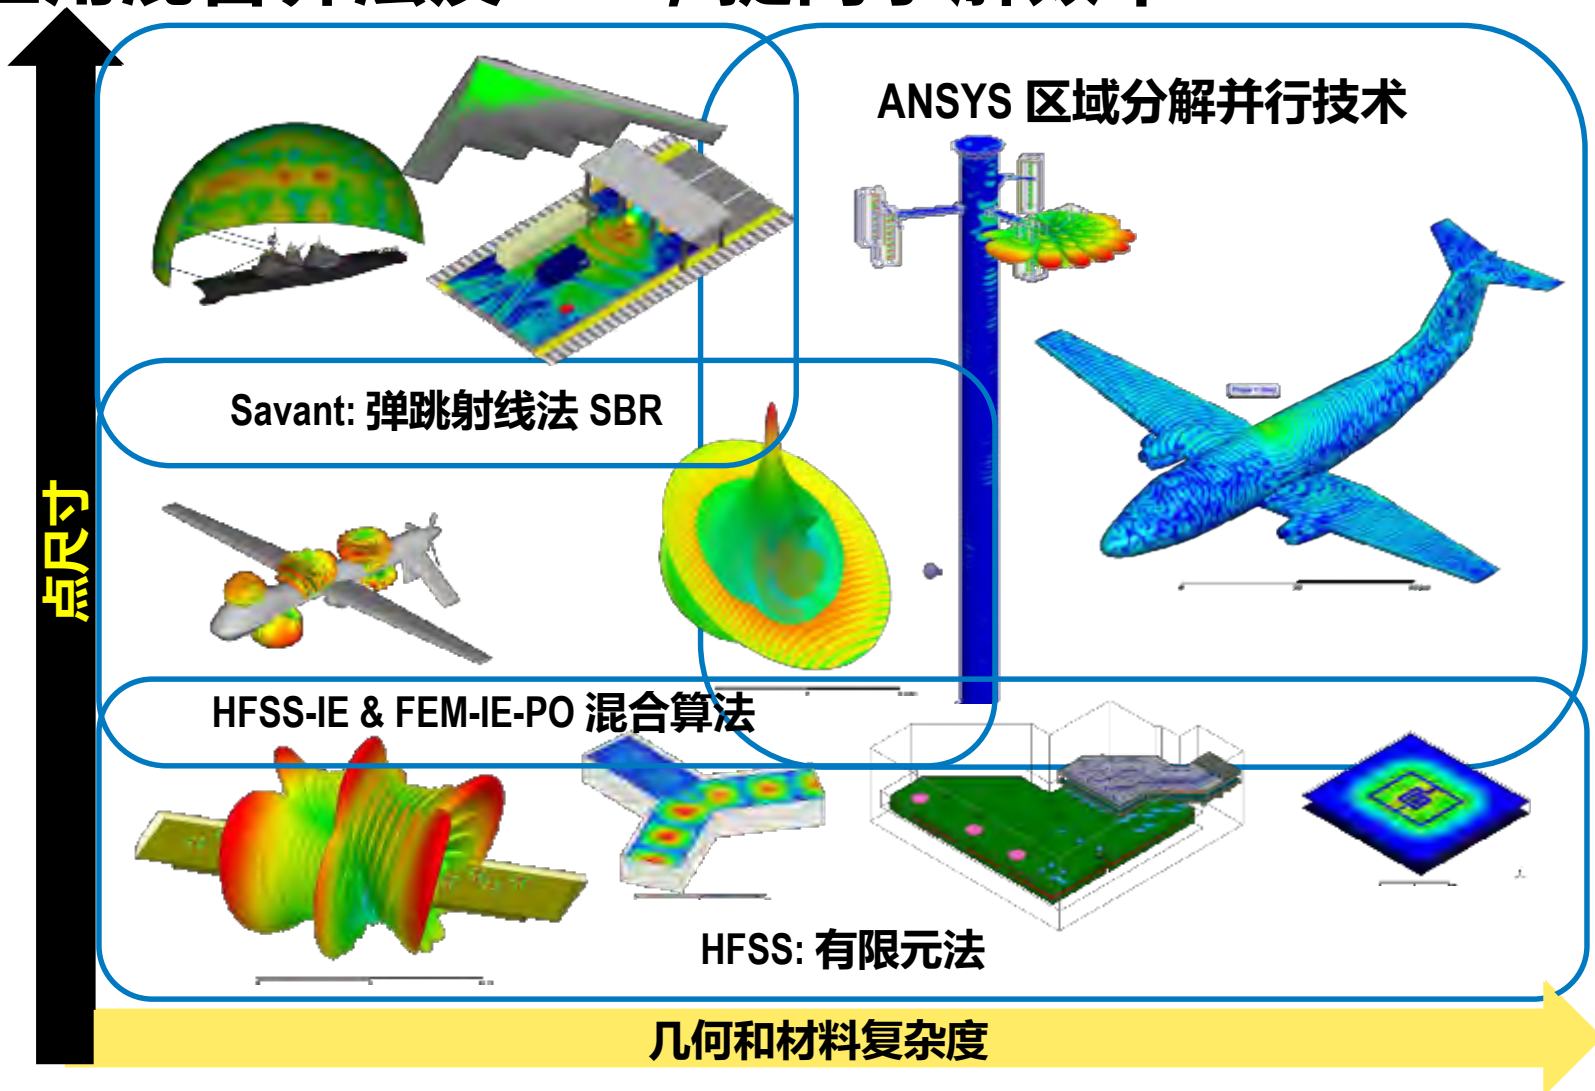 ANSYS 区域分解并行技术
Savant: 弹跳射线法 SBR
点尺寸
HFSS-IE & FEM-IE-PO 混合算法
HFSS: 有限元法
几何和材料复杂度